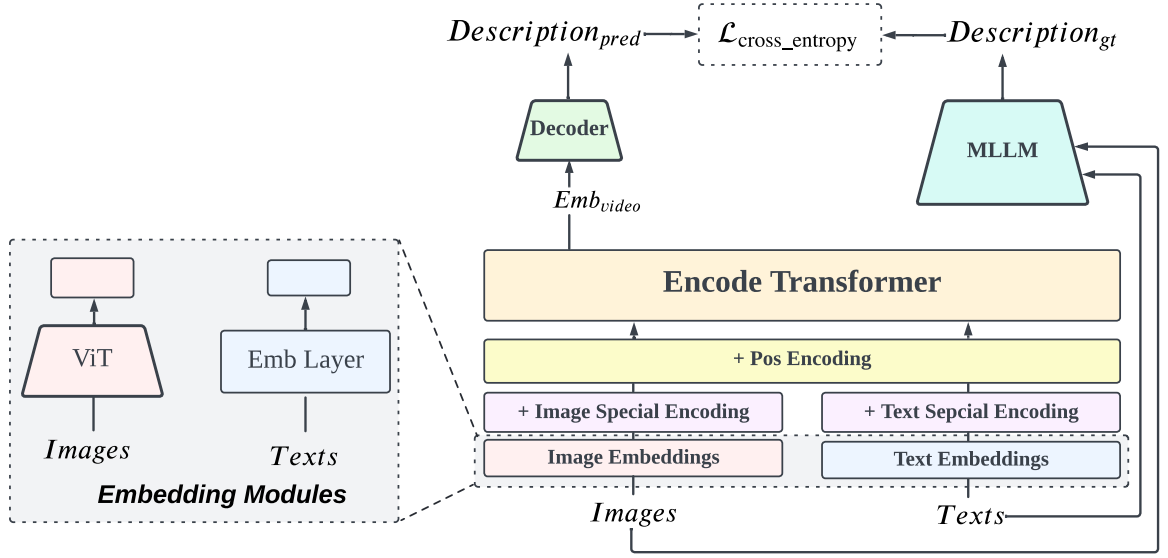 Description_pred
ℒ_cross_entropy
Description_gt
Decoder
MLLM
Emb_video
Encode Transformer
+ Pos Encoding
+ Image Special Encoding
+ Text Sepcial Encoding
Image Embeddings
Text Embeddings
Images
Texts
ViT
Emb Layer
Images
Texts
Embedding Modules